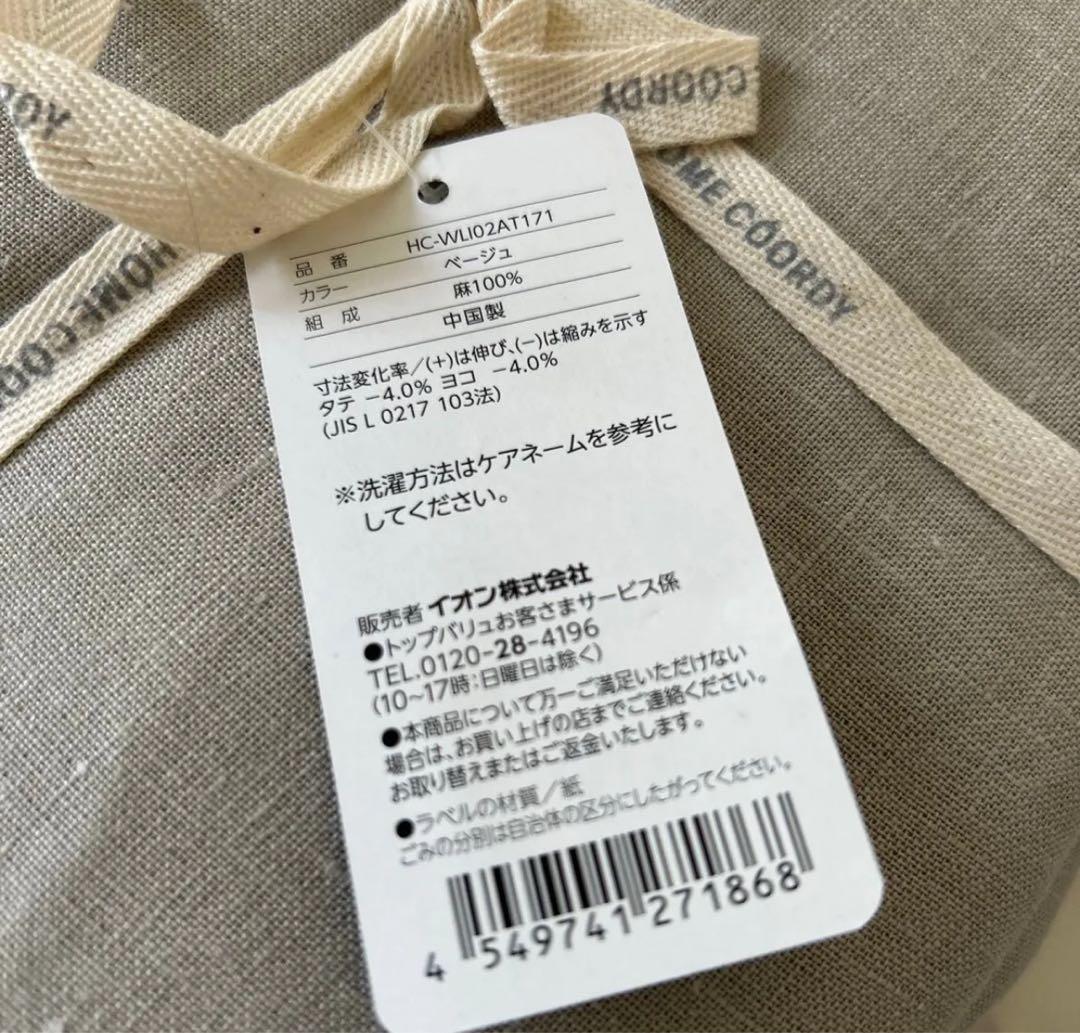 COORDY
HOME COORDY
OME COORDY
品番 HC-WLI02AT171
カラー ベージュ
組成 麻100%
中国製
寸法変化率/(+)は伸び、(-)は縮みを示す
タテ -4.0% ヨコ -4.0%
(JIS L 0217 103法)
※洗濯方法はケアネームを参考に
してください。
販売者 イオン株式会社
●トップバリュお客さまサービス係
TEL.0120-28-4196
(10~17時:日曜日は除く)
●本商品について万一ご満足いただけない
場合は、お買い上げの店までご連絡ください。
お取り替えまたはご返金いたします。
●ラベルの材質/紙
ごみの分別は自治体の区分にしたがってください。
4 549741 271868